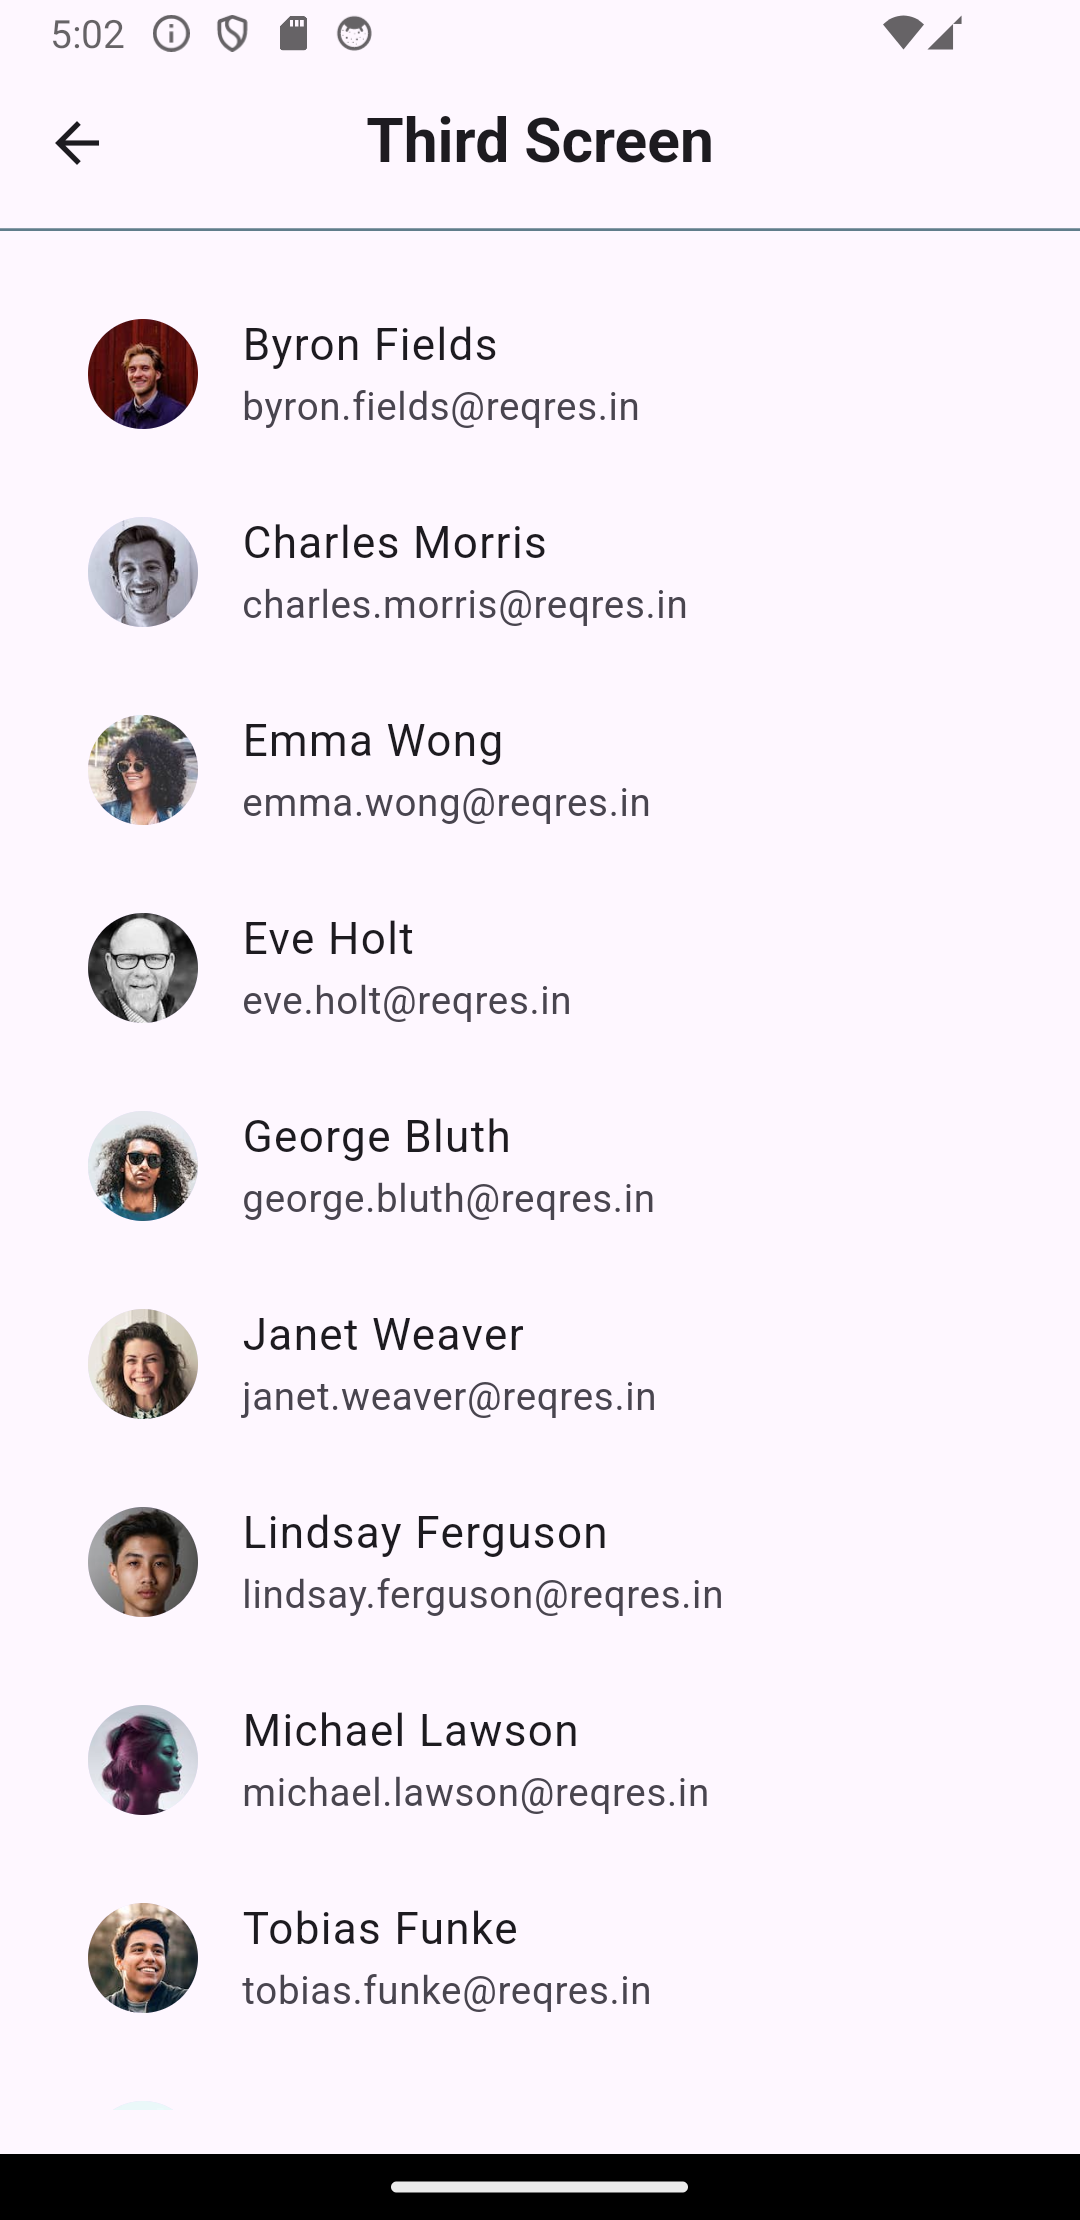 5:02
Third Screen
Byron Fields
byron.fields@reqres.in
Charles Morris
charles.morris@reqres.in
Emma Wong
emma.wong@reqres.in
Eve Holt
eve.holt@reqres.in
George Bluth
george.bluth@reqres.in
Janet Weaver
janet.weaver@reqres.in
Lindsay Ferguson
lindsay.ferguson@reqres.in
Michael Lawson
michael.lawson@reqres.in
Tobias Funke
tobias.funke@reqres.in